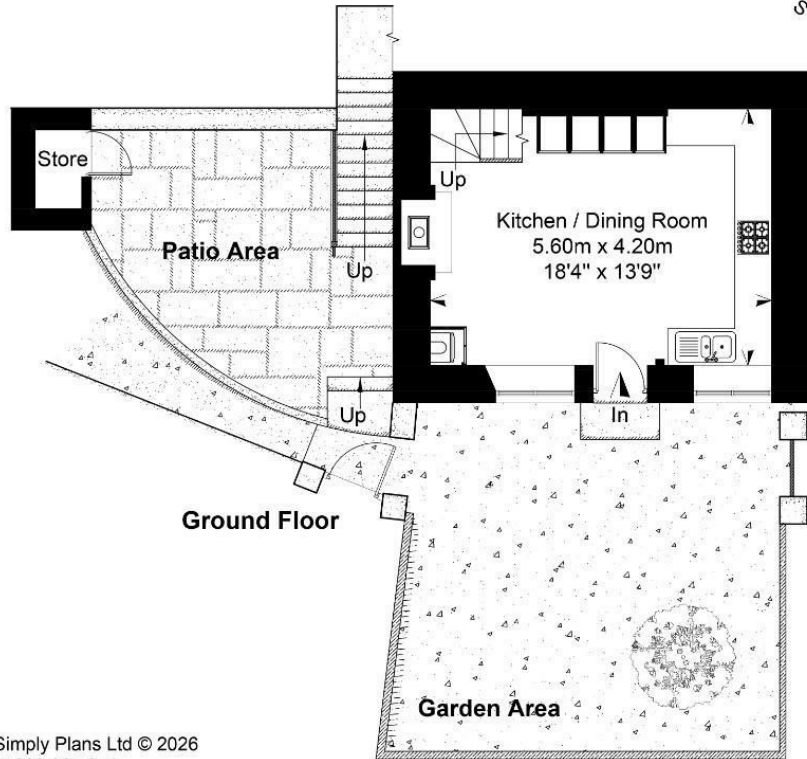 Store
Up
Kitchen / Dining Room
5.60m x 4.20m
18'4" x 13'9"
Patio Area
Up
Up
In
Ground Floor
Garden Area
Simply Plans Ltd © 2026